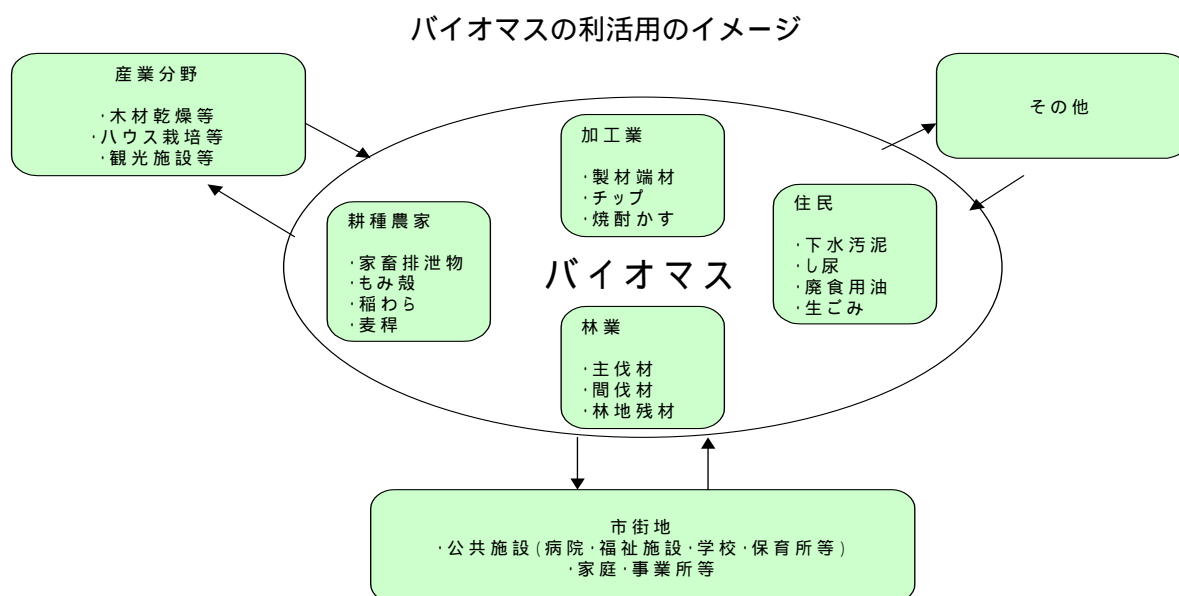 バイオマスの利活用のイメージ
産業分野
･木材乾燥等
･ハウス栽培等
･観光施設等
その他
加工業
･製材端材
･チップ
･焼酎かす
耕種農家
･家畜排泄物
･もみ殻
･稲わら
･麦稈
住民
･下水汚泥
･し尿
･廃食用油
･生ごみ
バイオマス
林業
･主伐材
･間伐材
･林地残材
市街地
･公共施設(病院･福祉施設･学校･保育所等)
･家庭･事業所等